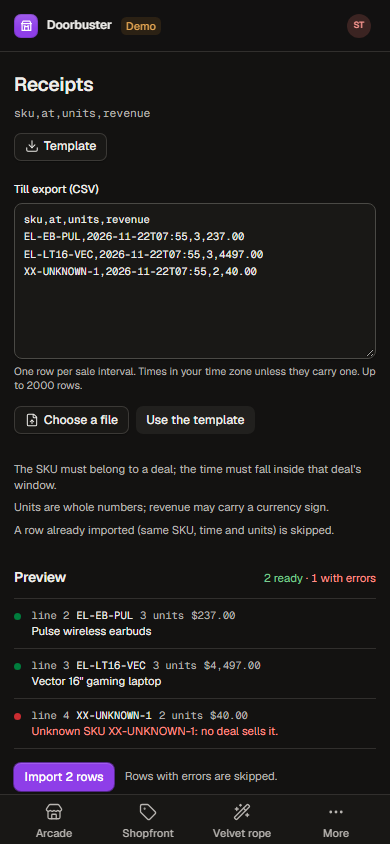 Doorbuster Demo ST
Receipts
sku,at,units,revenue
Template
Till export (CSV)
sku,at,units,revenue
EL-EB-PUL,2026-11-22T07:55,3,237.00
EL-LT16-VEC,2026-11-22T07:55,3,4497.00
XX-UNKNOWN-1,2026-11-22T07:55,2,40.00
One row per sale interval. Times in your time zone unless they carry one. Up
to 2000 rows.
Choose a file Use the template
The SKU must belong to a deal; the time must fall inside that deal's
window.
Units are whole numbers; revenue may carry a currency sign.
A row already imported (same SKU, time and units) is skipped.
Preview 2 ready · 1 with errors
line 2 EL-EB-PUL 3 units $237.00
Pulse wireless earbuds
line 3 EL-LT16-VEC 3 units $4,497.00
Vector 16" gaming laptop
line 4 XX-UNKNOWN-1 2 units $40.00
Unknown SKU XX-UNKNOWN-1: no deal sells it.
Import 2 rows Rows with errors are skipped.
Arcade Shopfront Velvet rope More